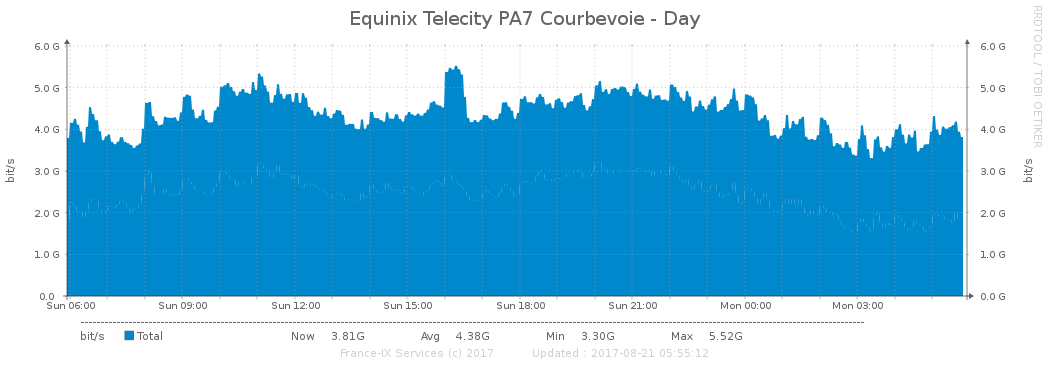 Equinix Telecity PA7 Courbevoie - Day
RRDTOOL / TOBI OETIKER
6.0 G 6.0 G
5.0 G 5.0 G
4.0 G 4.0 G
3.0 G 3.0 G
2.0 G 2.0 G
1.0 G 1.0 G
0.0 0.0 G
bit/s
bit/s
Sun 06:00 Sun 09:00 Sun 12:00 Sun 15:00 Sun 18:00 Sun 21:00 Mon 00:00 Mon 03:00
bit/s Total Now 3.81G Avg 4.38G Min 3.30G Max 5.52G
France-IX Services (c) 2017 Updated : 2017-08-21 05:55:12